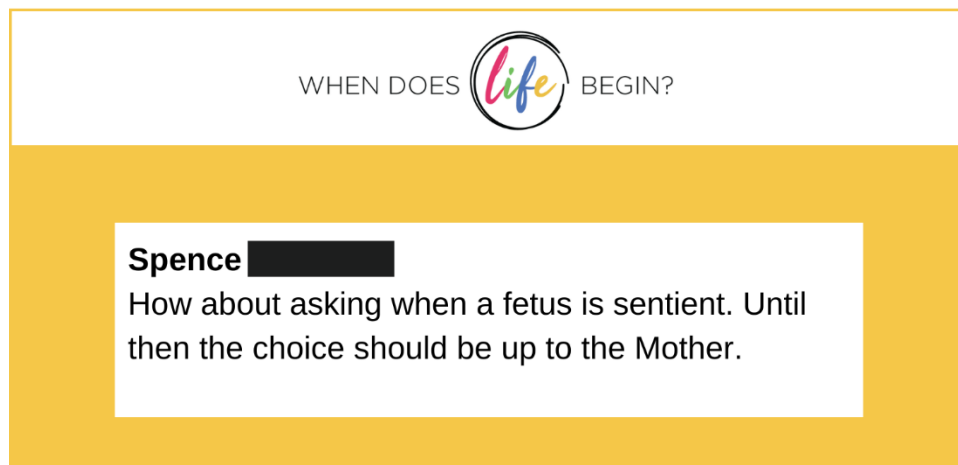 WHEN DOES life BEGIN?
Spence
How about asking when a fetus is sentient. Until
then the choice should be up to the Mother.